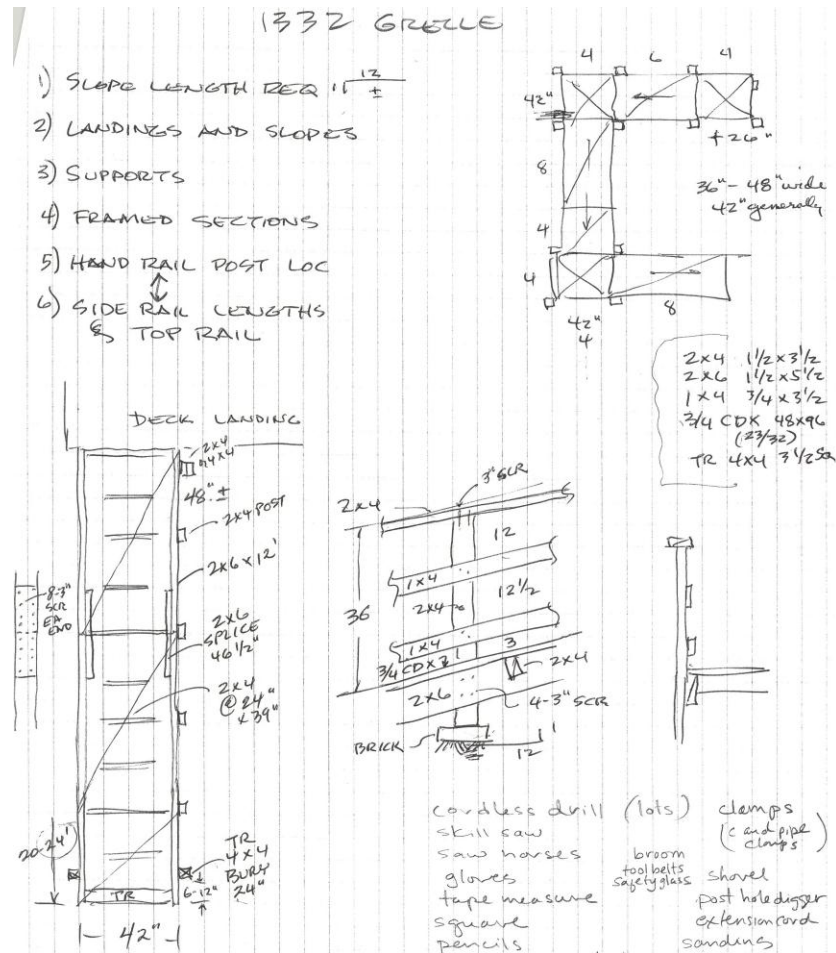 1332 GRELLE
1) SLOPE LENGTH REQ 1 12 ±
2) LANDINGS AND SLOPES
3) SUPPORTS
4) FRAMED SECTIONS
5) HAND RAIL POST LOC
6) SIDE RAIL LENGTHS
& TOP RAIL
4 6 4
42"
+26"
8
36"-48" wide
42" generally
4
4
42"
4
8
2x4 1 1/2 x 3 1/2
2x6 1 1/2 x 5 1/2
1x4 3/4 x 3 1/2
3/4 CDX 48x96
(23/32)
TR 4x4 3 1/2 SQ
DECK LANDING
2x4
4x4
48" ±
2x4 POST
2x6x12'
8-3"
SCR
EA
END
2x6
SPLICE
46 1/2"
2x4
@ 24"
x 39"
20-24'
TR
4x4
BURY
24"
6-12"
TR
42"
3" SCR
2x4
12
1x4
12 1/2
36
2x4
1x4
3
3/4 CDX
2x4
2x6
4-3" SCR
BRICK
1
12
cordless drill (lots) clamps
(c and pipe clamps)
skill saw
saw horses broom
gloves tool belts shovel
safety glass
tape measure post hole digger
square extension cord
pencils